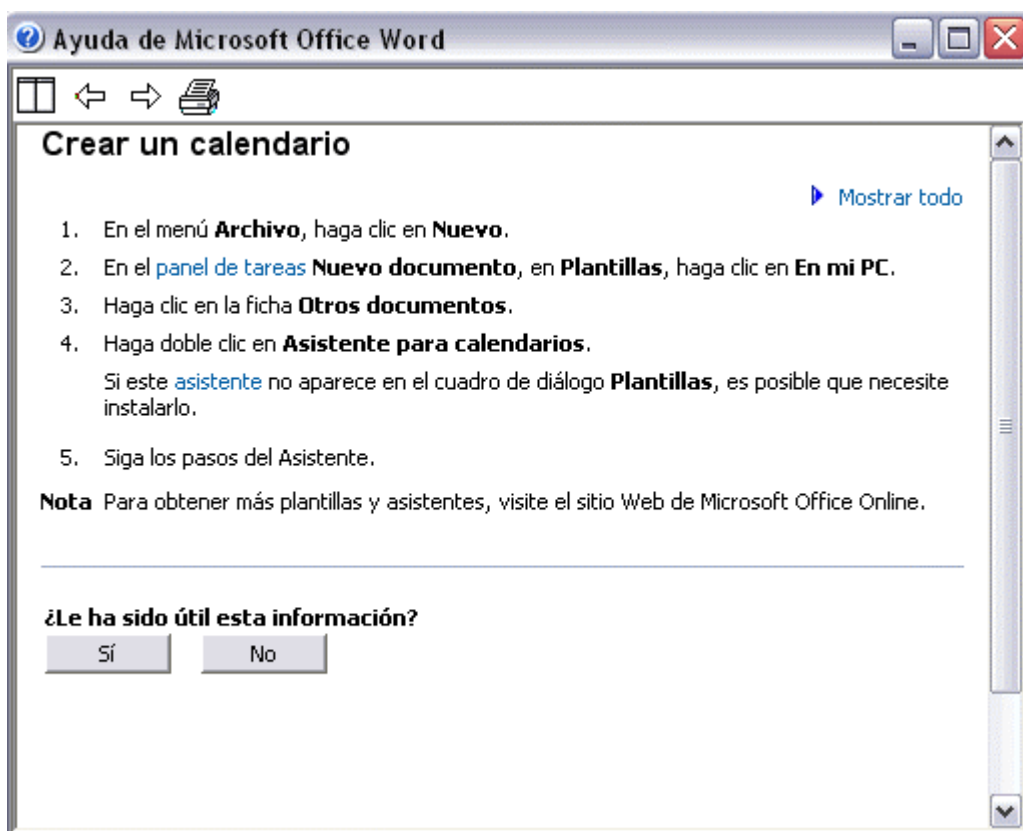 Ayuda de Microsoft Office Word
Crear un calendario
Mostrar todo
1. En el menú Archivo, haga clic en Nuevo.
2. En el panel de tareas Nuevo documento, en Plantillas, haga clic en En mi PC.
3. Haga clic en la ficha Otros documentos.
4. Haga doble clic en Asistente para calendarios.
Si este asistente no aparece en el cuadro de diálogo Plantillas, es posible que necesite
instalarlo.
5. Siga los pasos del Asistente.
Nota Para obtener más plantillas y asistentes, visite el sitio Web de Microsoft Office Online.
¿Le ha sido útil esta información?
Sí No